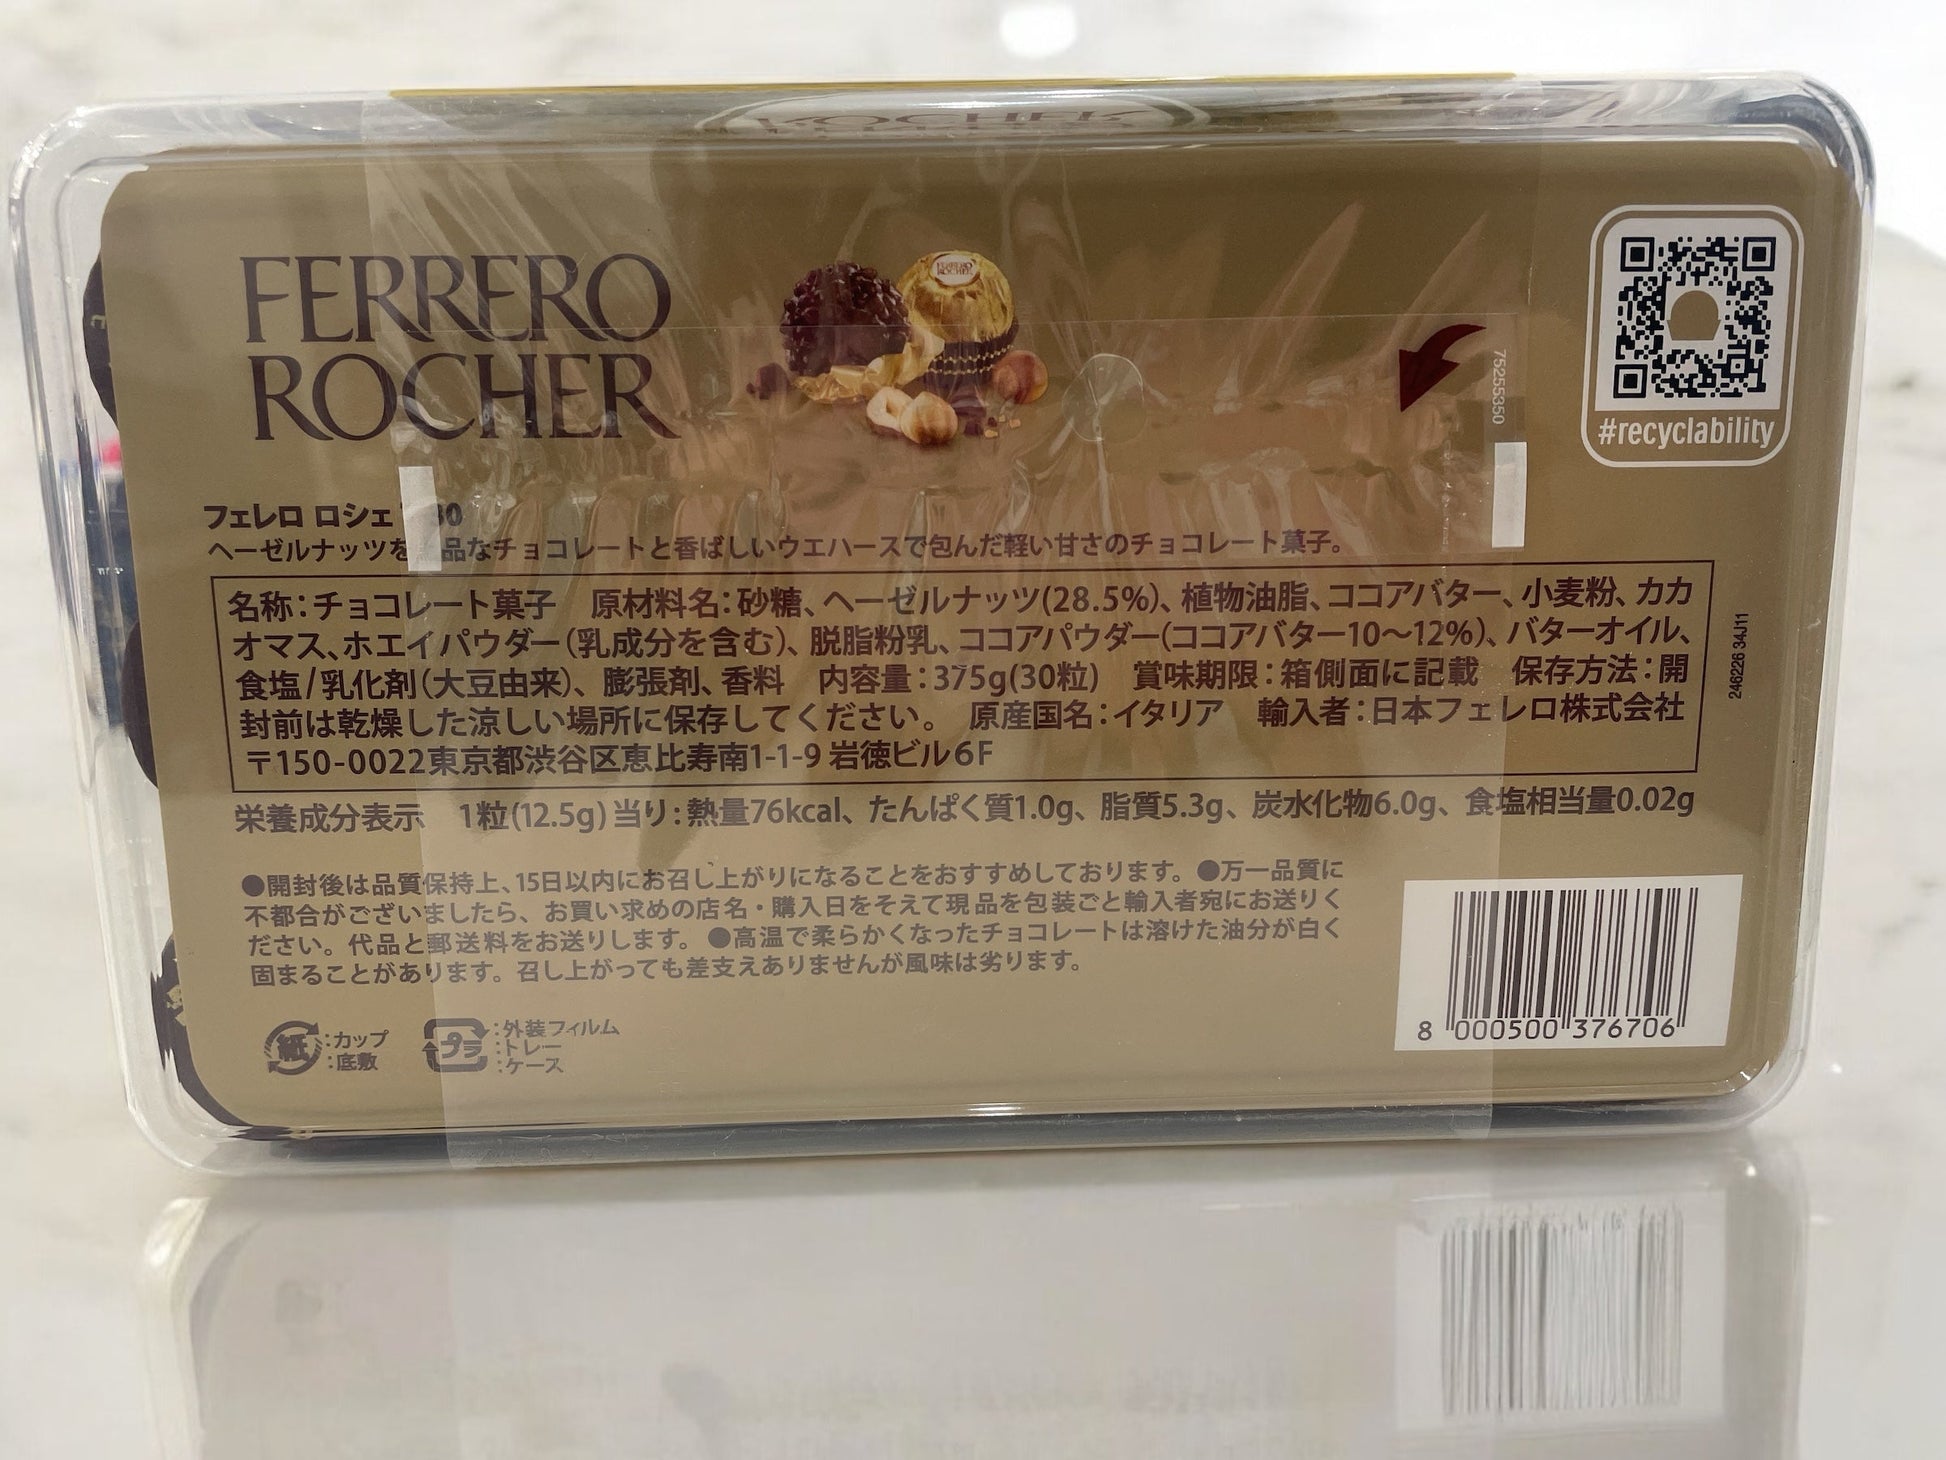 FERRERO
ROCHER
#recyclability
75255350
フェレロ ロシェ 30
ヘーゼルナッツを 品なチョコレートと香ばしいウエハースで包んだ軽い甘さのチョコレート菓子。
名称：チョコレート菓子　原材料名：砂糖、ヘーゼルナッツ(28.5%)、植物油脂、ココアバター、小麦粉、カカ
オマス、ホエイパウダー（乳成分を含む）、脱脂粉乳、ココアパウダー(ココアバター10〜12%)、バターオイル、
食塩/乳化剤（大豆由来）、膨張剤、香料　内容量：375g(30粒)　賞味期限：箱側面に記載　保存方法：開
封前は乾燥した涼しい場所に保存してください。　原産国名：イタリア　輸入者：日本フェレロ株式会社
〒150-0022東京都渋谷区恵比寿南1-1-9 岩徳ビル6F
246226 34J11
栄養成分表示　1粒(12.5g)当り：熱量76kcal、たんぱく質1.0g、脂質5.3g、炭水化物6.0g、食塩相当量0.02g
●開封後は品質保持上、15日以内にお召し上がりになることをおすすめしております。●万一品質に
不都合がございましたら、お買い求めの店名・購入日をそえて現品を包装ごと輸入者宛にお送りく
ださい。代品と郵送料をお送りします。●高温で柔らかくなったチョコレートは溶けた油分が白く
固まることがあります。召し上がっても差支えありませんが風味は劣ります。
紙：カップ
：底敷
プラ：外装フィルム
：トレー
：ケース
8 000500 376706